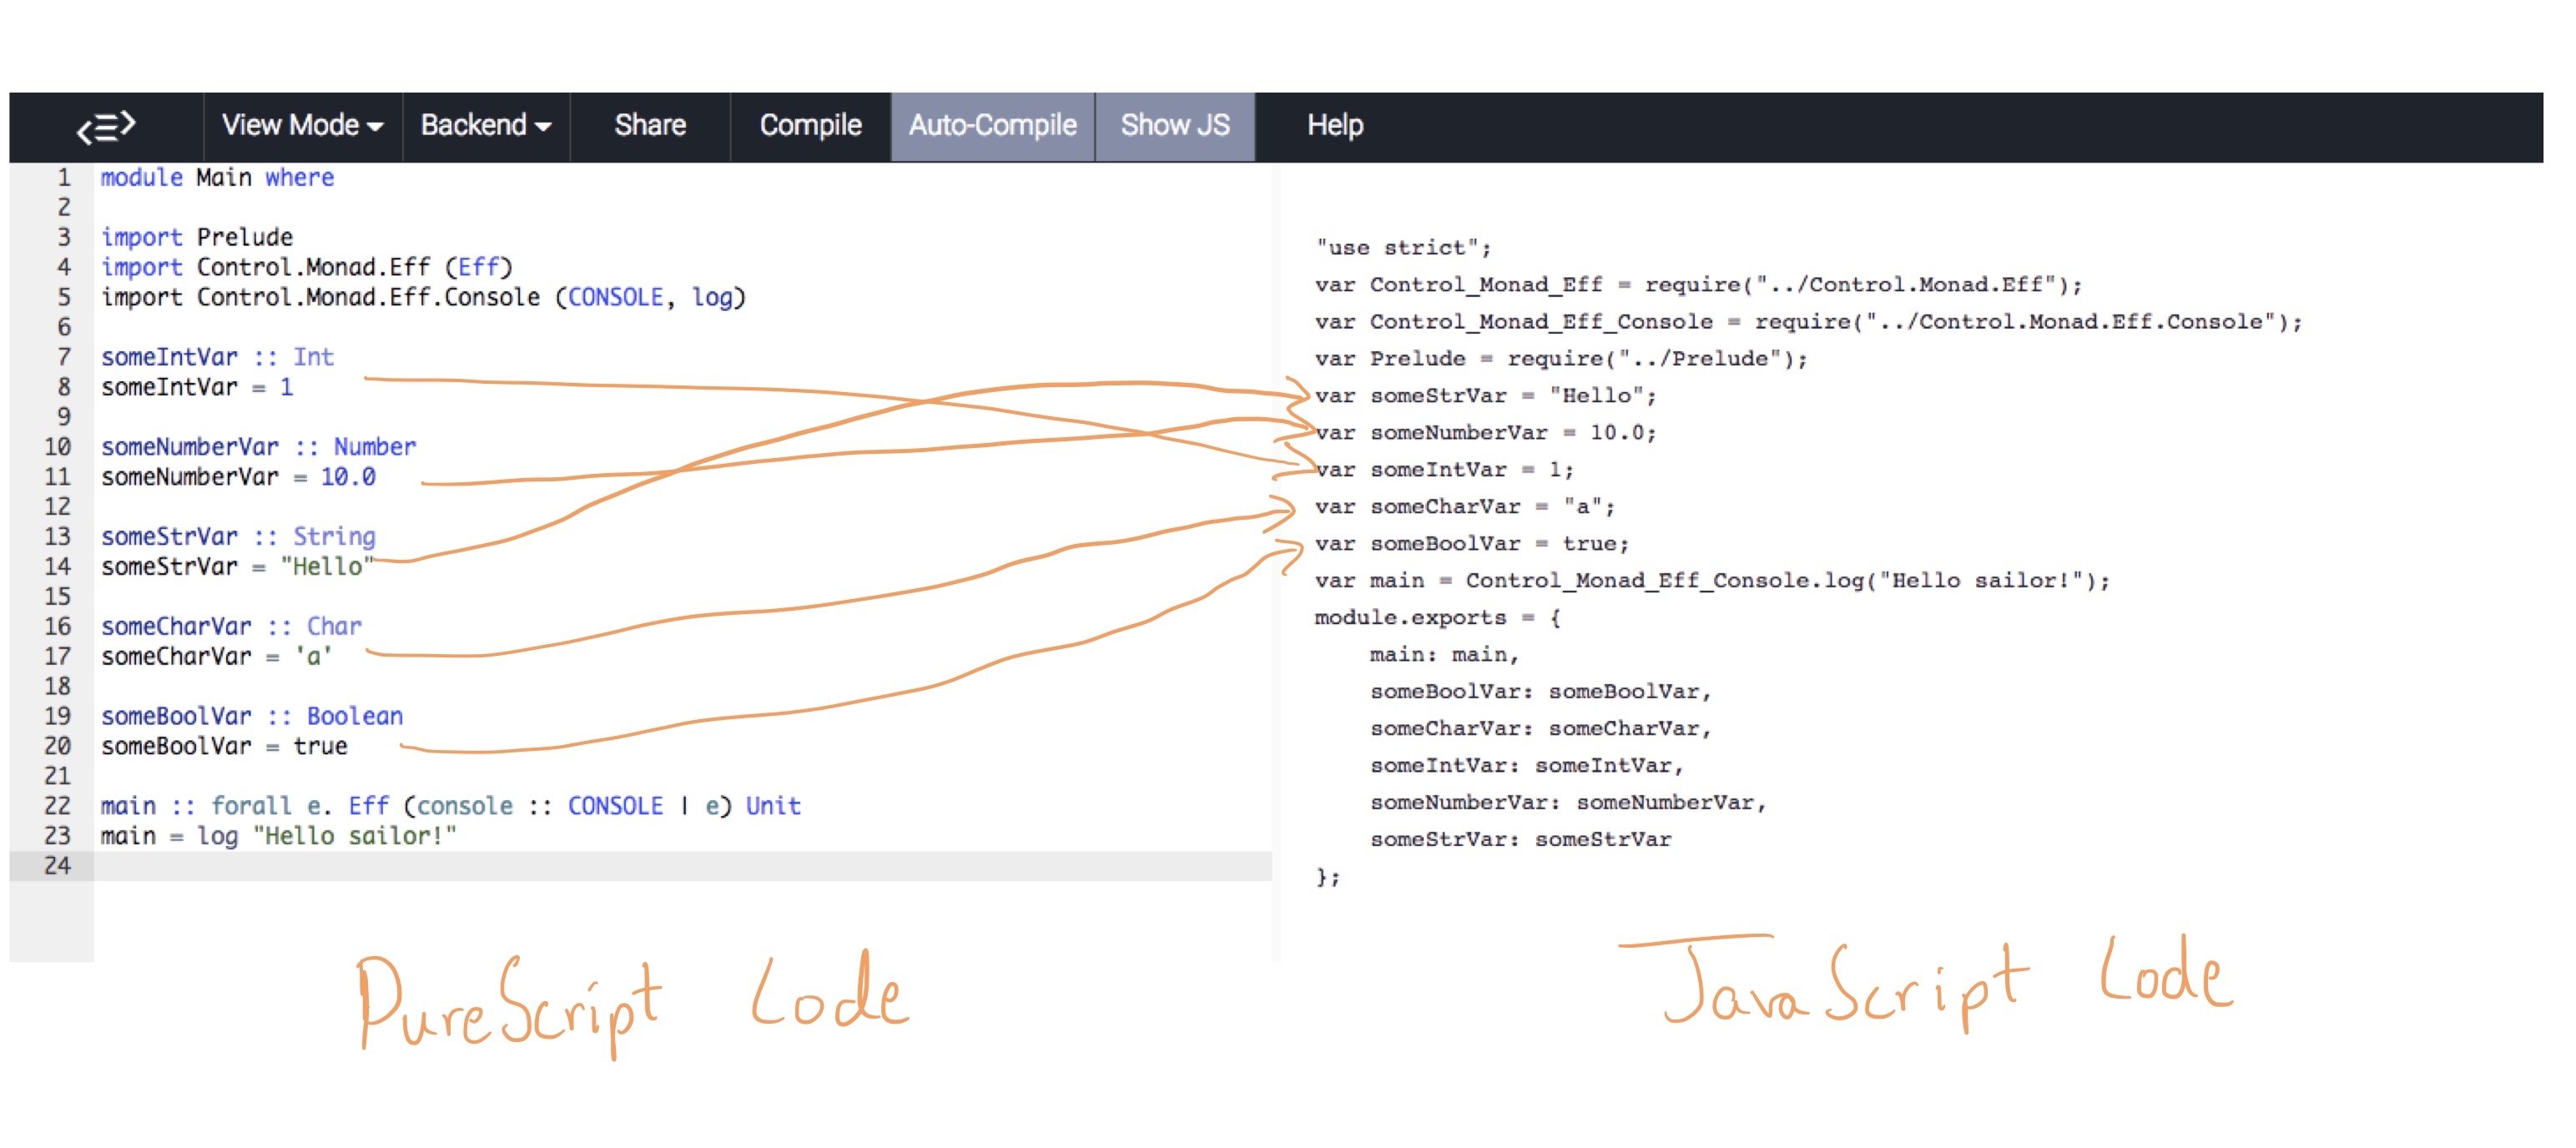 View Mode Backend Share Compile Auto-Compile Show JS Help
1 module Main where
2
3 import Prelude
4 import Control.Monad.Eff (Eff)
5 import Control.Monad.Eff.Console (CONSOLE, log)
6
7 someIntVar :: Int
8 someIntVar = 1
9
10 someNumberVar :: Number
11 someNumberVar = 10.0
12
13 someStrVar :: String
14 someStrVar = "Hello"
15
16 someCharVar :: Char
17 someCharVar = 'a'
18
19 someBoolVar :: Boolean
20 someBoolVar = true
21
22 main :: forall e. Eff (console :: CONSOLE | e) Unit
23 main = log "Hello sailor!"
24
"use strict";
var Control_Monad_Eff = require("../Control.Monad.Eff");
var Control_Monad_Eff_Console = require("../Control.Monad.Eff.Console");
var Prelude = require("../Prelude");
var someStrVar = "Hello";
var someNumberVar = 10.0;
var someIntVar = 1;
var someCharVar = "a";
var someBoolVar = true;
var main = Control_Monad_Eff_Console.log("Hello sailor!");
module.exports = {
    main: main,
    someBoolVar: someBoolVar,
    someCharVar: someCharVar,
    someIntVar: someIntVar,
    someNumberVar: someNumberVar,
    someStrVar: someStrVar
};
PureScript Code
JavaScript Code